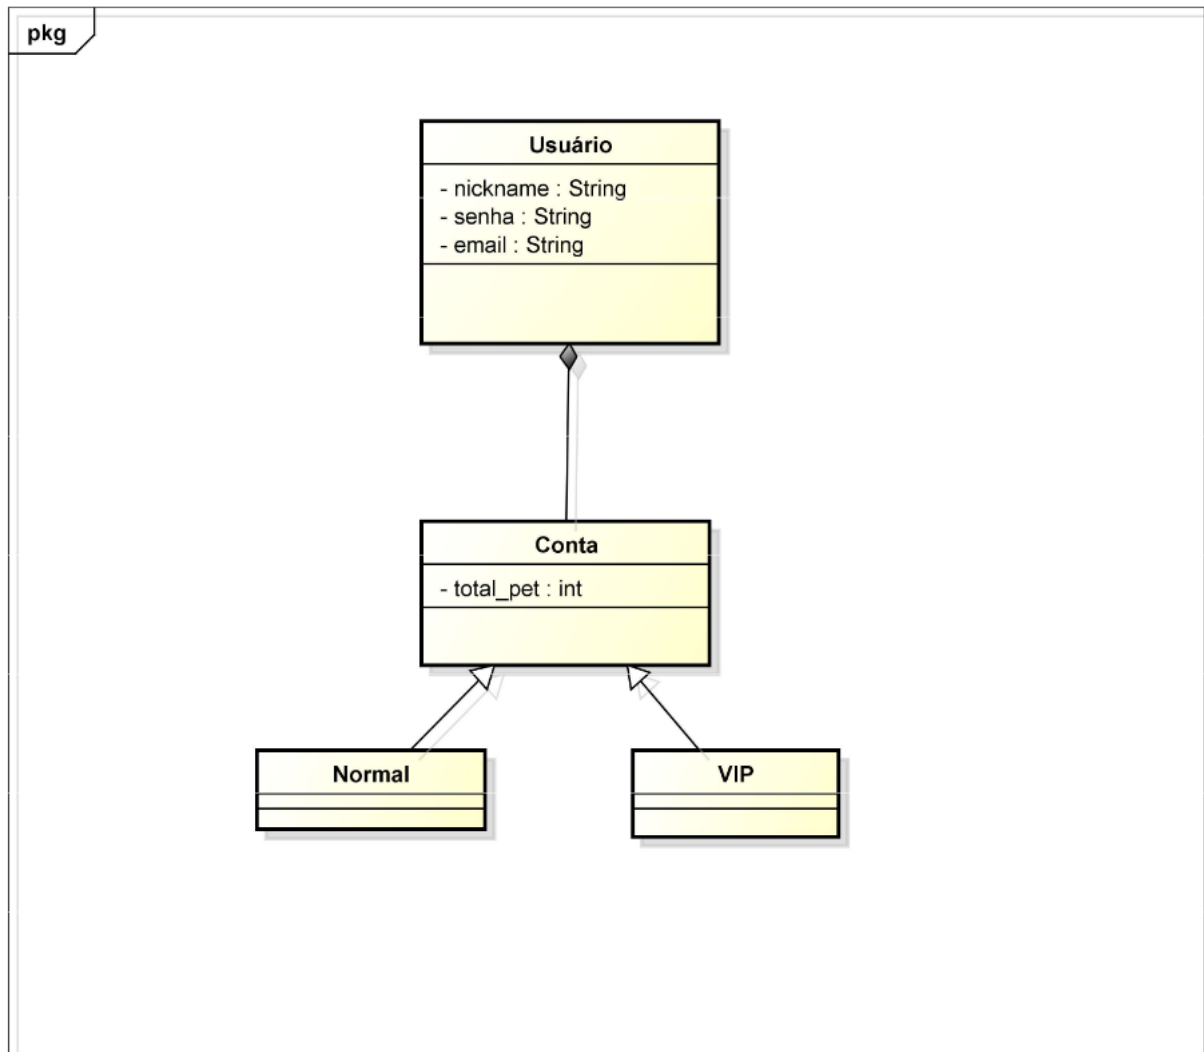 pkg
Usuário
- nickname : String
- senha : String
- email : String
Conta
- total_pet : int
Normal
VIP